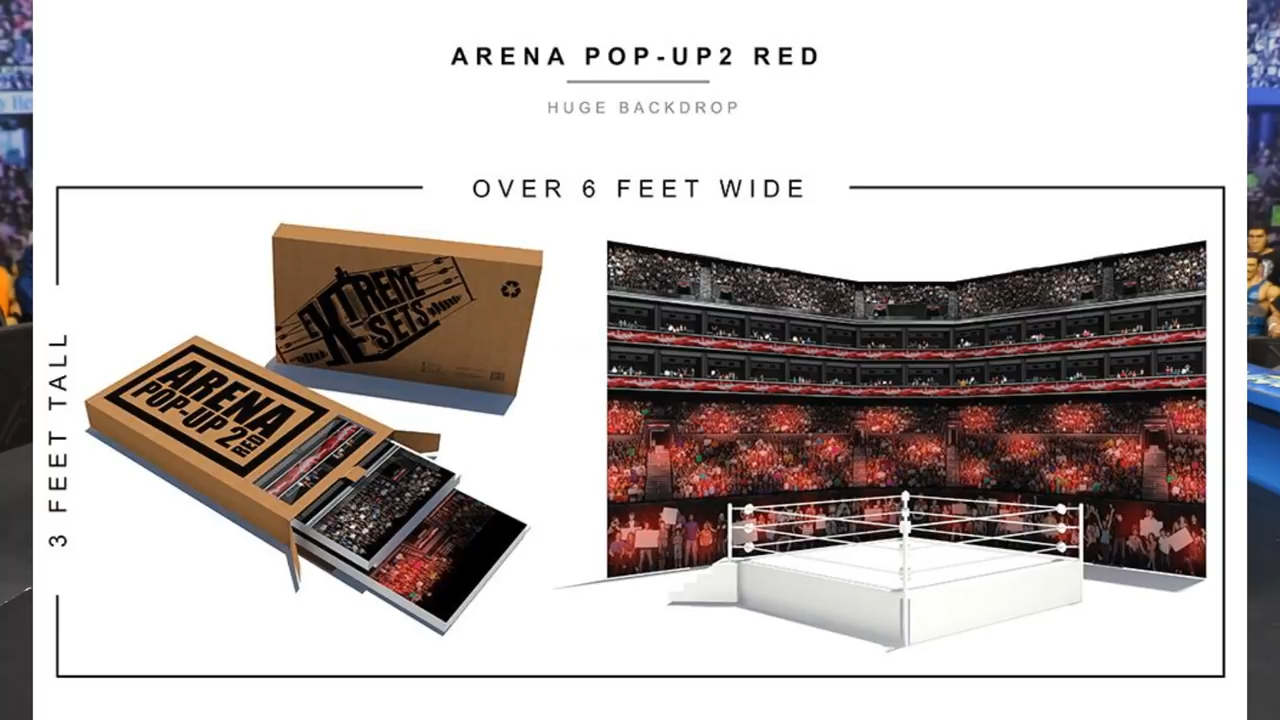 ARENA POP-UP2 RED
HUGE BACKDROP
OVER 6 FEET WIDE
3 FEET TALL
EXTREME
SETS
ARENA
POP-UP 2
RED